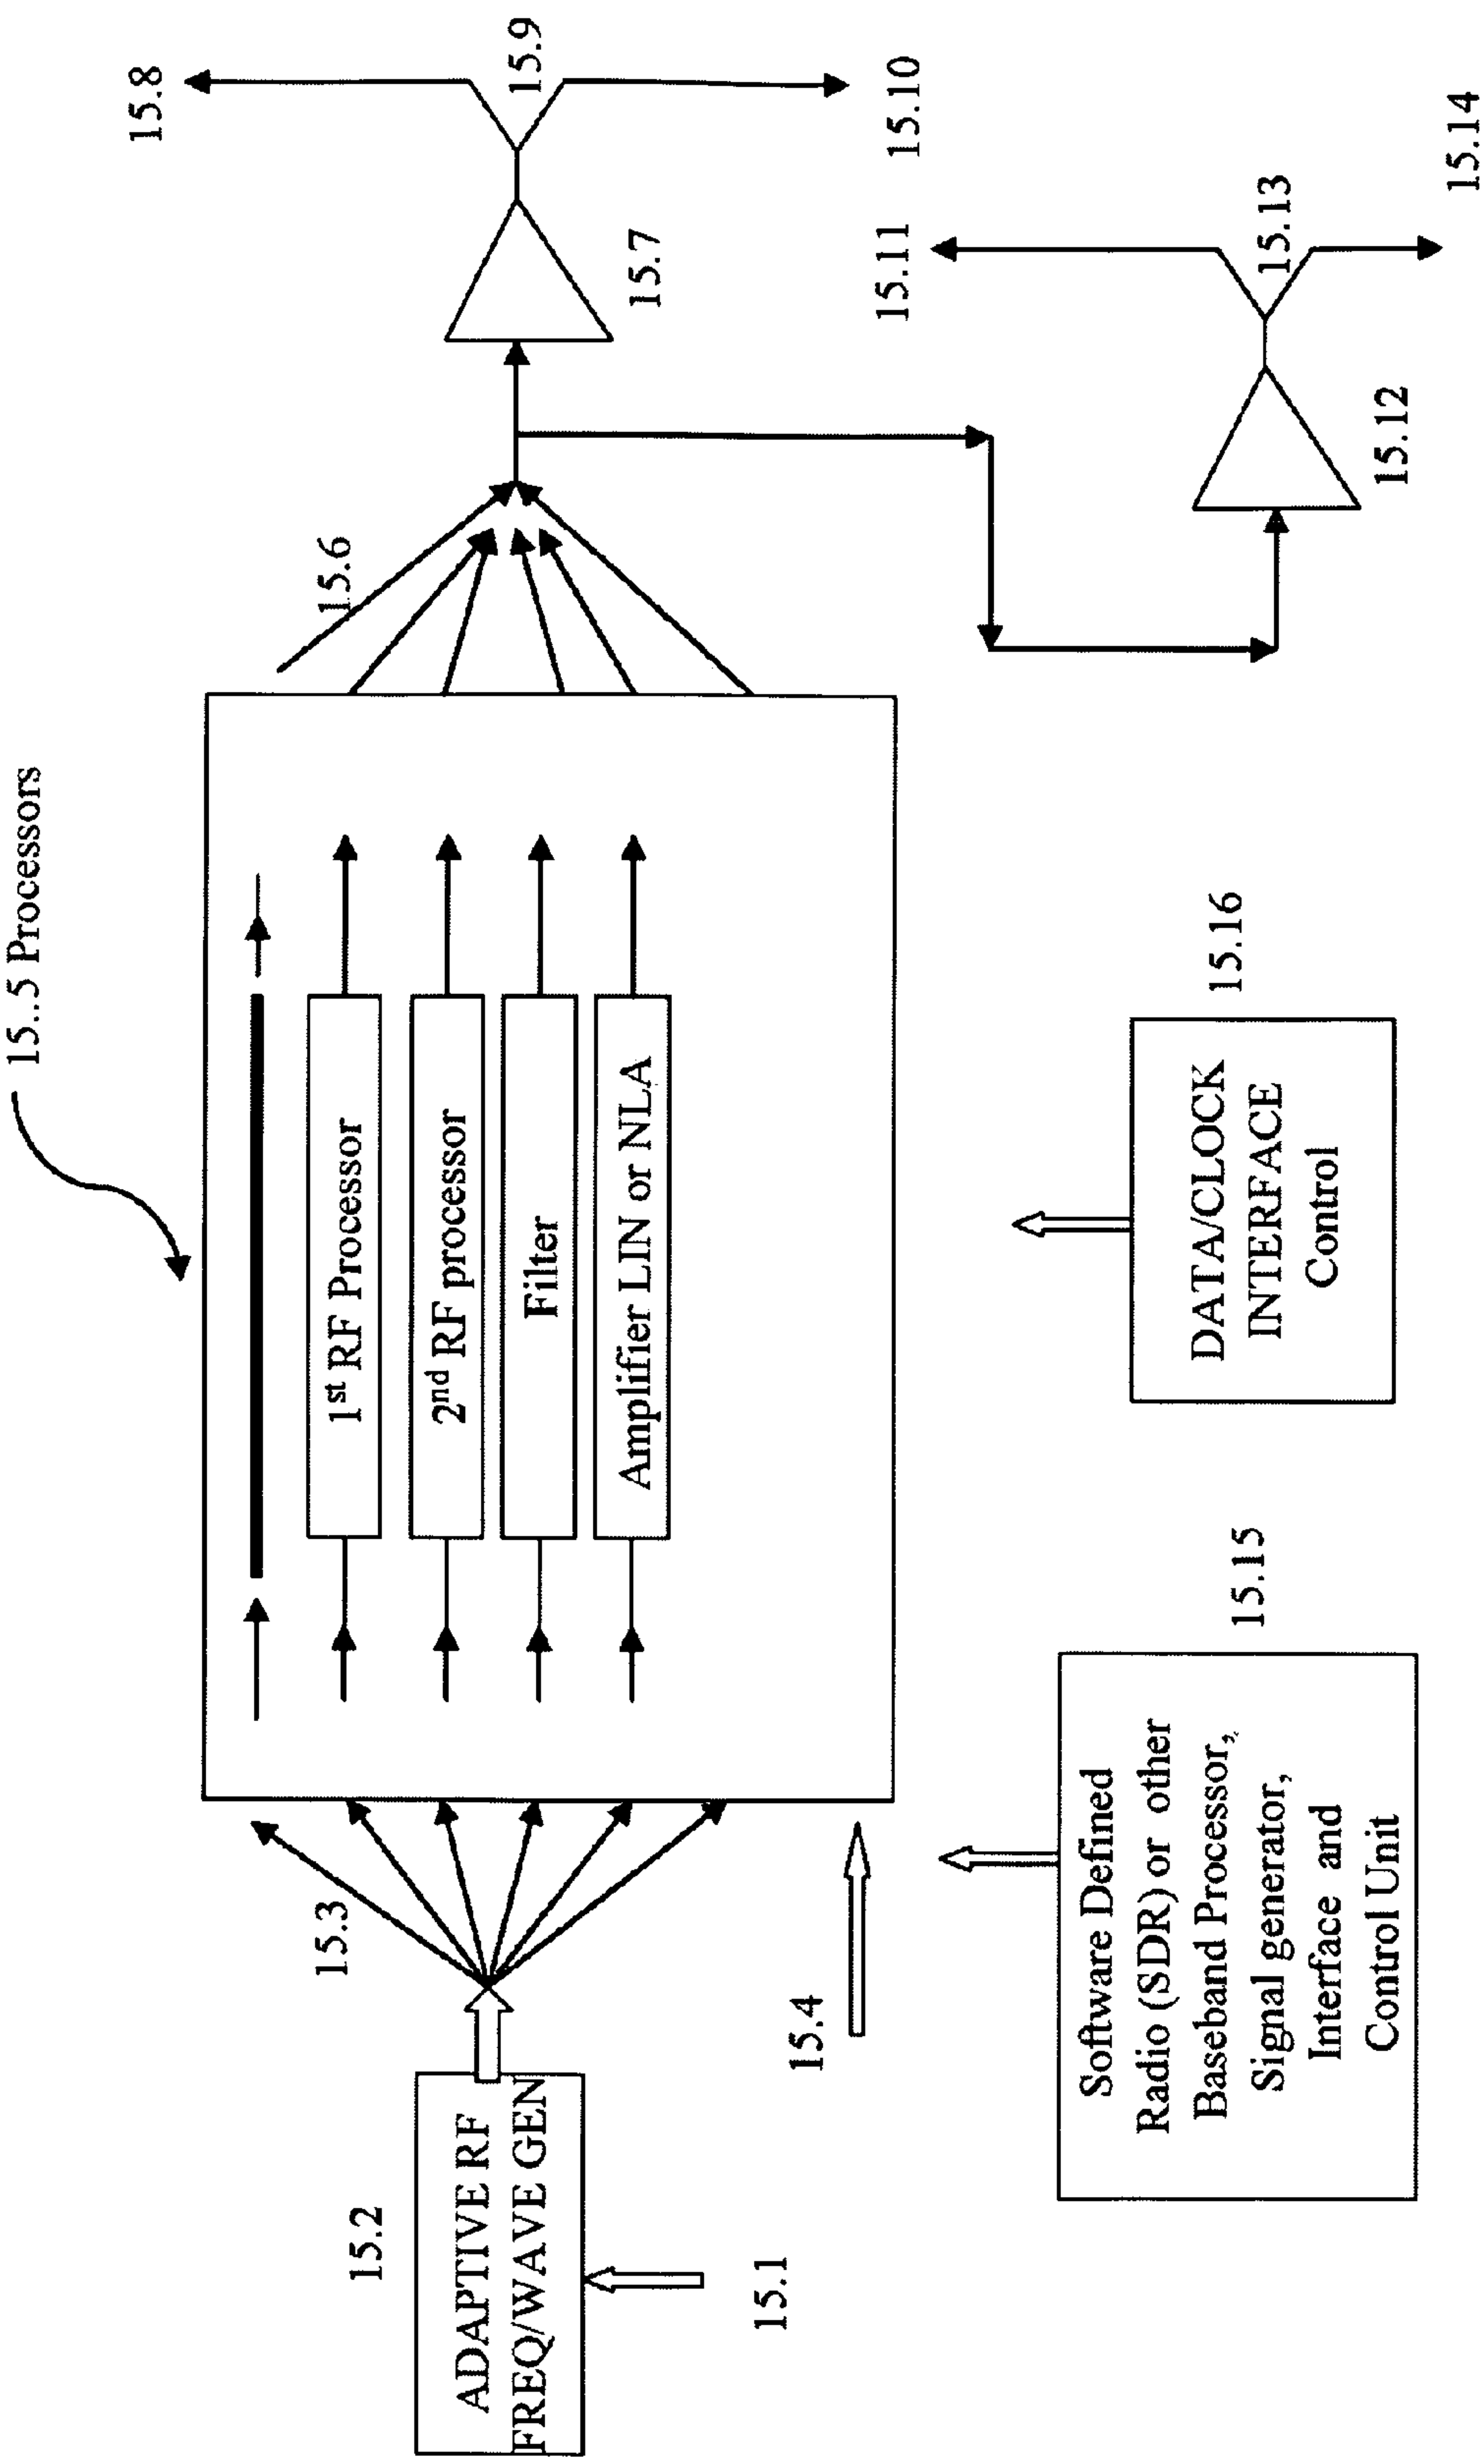 15..5 Processors
15.2
ADAPTIVE RF
FREQ/WAVE GEN
15.1
15.3
15.4
1st RF Processor
2nd RF processor
Filter
Amplifier LIN or NLA
15.6
15.7
15.8
15.9
15.10
15.11
15.12
15.13
15.14
Software Defined
Radio (SDR) or other
Baseband Processor,
Signal generator,
Interface and
Control Unit
15.15
DATA/CLOCK
INTERFACE
Control
15.16